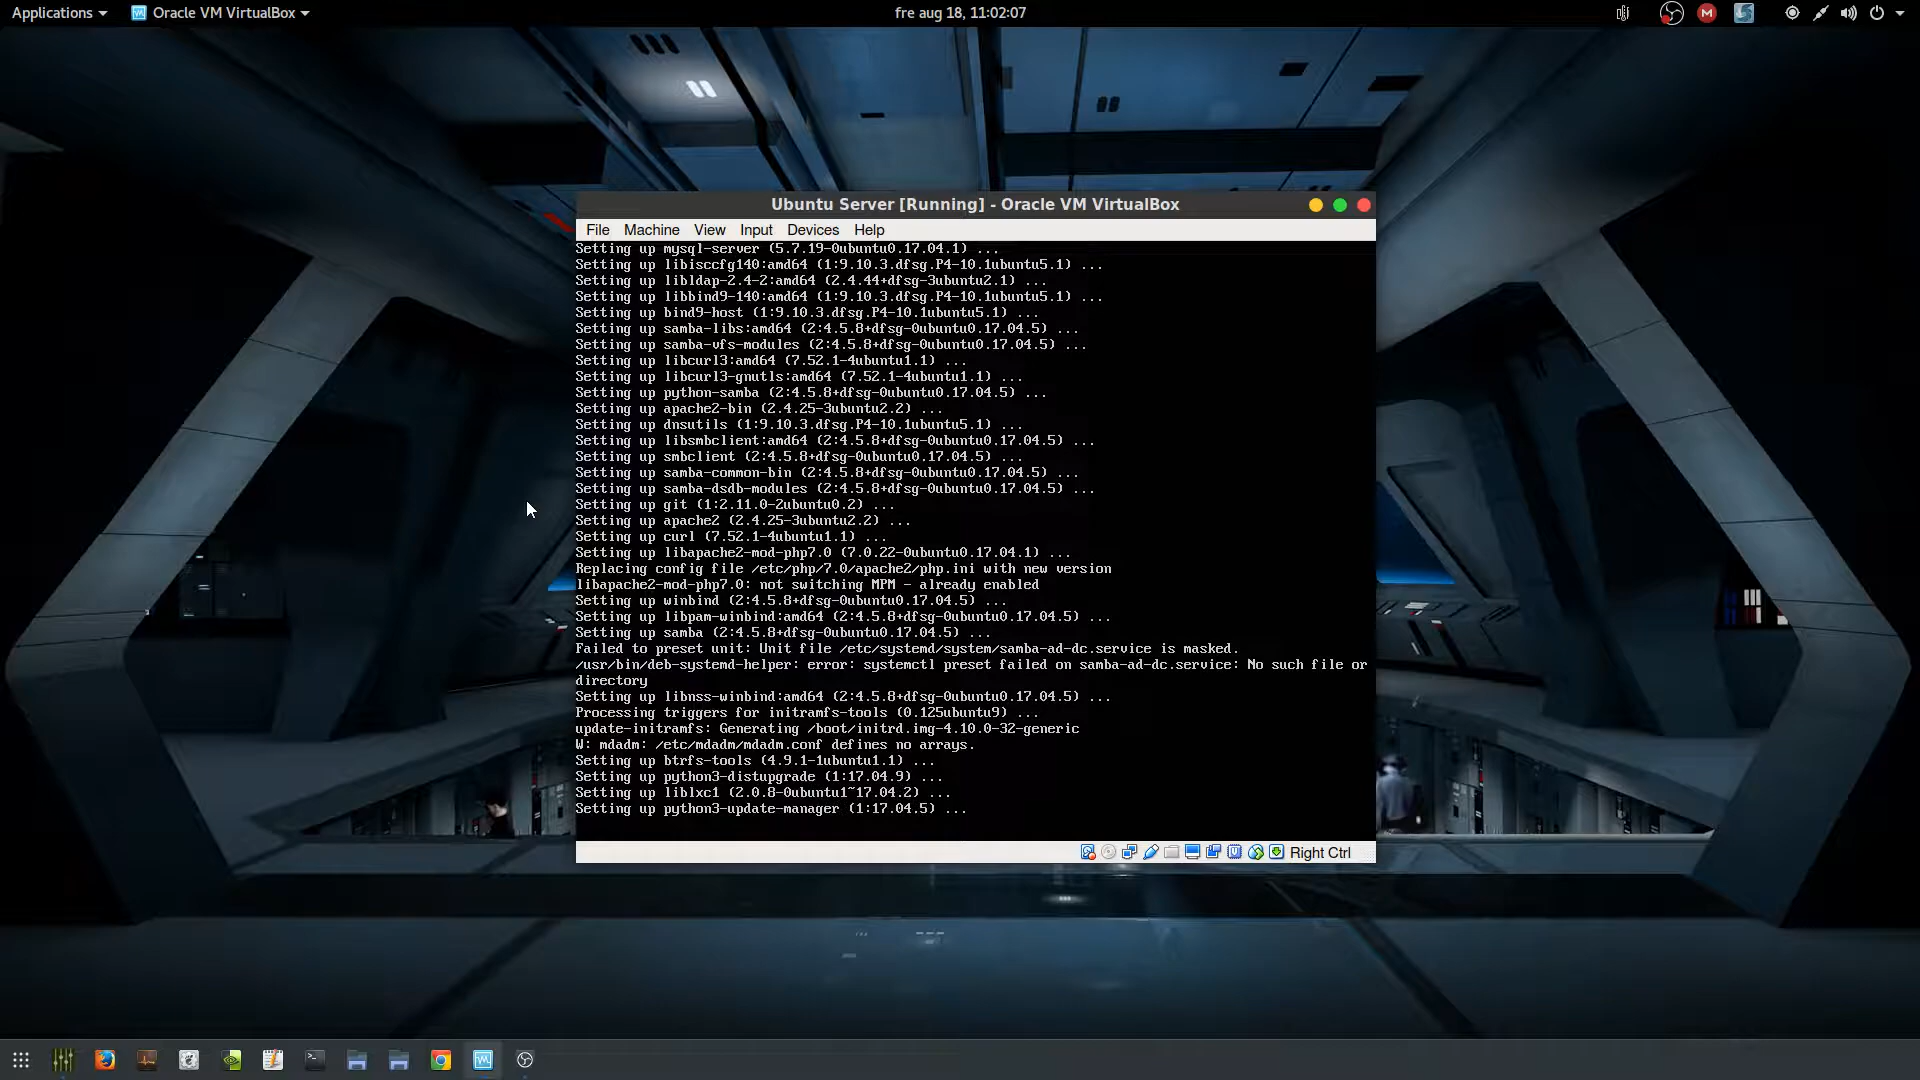 Applications
Oracle VM VirtualBox
fre aug 18, 11:02:07
Ubuntu Server [Running] - Oracle VM VirtualBox
File Machine View Input Devices Help
Setting up mysql-server (5.7.19-0ubuntu0.17.04.1) ...
Setting up libisccfg140:amd64 (1:9.10.3.dfsg.P4-10.1ubuntu5.1) ...
Setting up libldap-2.4-2:amd64 (2.4.44+dfsg-3ubuntu2.1) ...
Setting up libbind9-140:amd64 (1:9.10.3.dfsg.P4-10.1ubuntu5.1) ...
Setting up bind9-host (1:9.10.3.dfsg.P4-10.1ubuntu5.1) ...
Setting up samba-libs:amd64 (2:4.5.8+dfsg-0ubuntu0.17.04.5) ...
Setting up samba-vfs-modules (2:4.5.8+dfsg-0ubuntu0.17.04.5) ...
Setting up libcurl3:amd64 (7.52.1-4ubuntu1.1) ...
Setting up libcurl3-gnutls:amd64 (7.52.1-4ubuntu1.1) ...
Setting up python-samba (2:4.5.8+dfsg-0ubuntu0.17.04.5) ...
Setting up apache2-bin (2.4.25-3ubuntu2.2) ...
Setting up dnsutils (1:9.10.3.dfsg.P4-10.1ubuntu5.1) ...
Setting up libsmbclient:amd64 (2:4.5.8+dfsg-0ubuntu0.17.04.5) ...
Setting up smbclient (2:4.5.8+dfsg-0ubuntu0.17.04.5) ...
Setting up samba-common-bin (2:4.5.8+dfsg-0ubuntu0.17.04.5) ...
Setting up samba-dsdb-modules (2:4.5.8+dfsg-0ubuntu0.17.04.5) ...
Setting up git (1:2.11.0-2ubuntu0.2) ...
Setting up apache2 (2.4.25-3ubuntu2.2) ...
Setting up curl (7.52.1-4ubuntu1.1) ...
Setting up libapache2-mod-php7.0 (7.0.22-0ubuntu0.17.04.1) ...
Replacing config file /etc/php/7.0/apache2/php.ini with new version
libapache2-mod-php7.0: not switching MPM - already enabled
Setting up winbind (2:4.5.8+dfsg-0ubuntu0.17.04.5) ...
Setting up libpam-winbind:amd64 (2:4.5.8+dfsg-0ubuntu0.17.04.5) ...
Setting up samba (2:4.5.8+dfsg-0ubuntu0.17.04.5) ...
Failed to preset unit: Unit file /etc/systemd/system/samba-ad-dc.service is masked.
/usr/bin/deb-systemd-helper: error: systemctl preset failed on samba-ad-dc.service: No such file or
directory
Setting up libnss-winbind:amd64 (2:4.5.8+dfsg-0ubuntu0.17.04.5) ...
Processing triggers for initramfs-tools (0.125ubuntu9) ...
update-initramfs: Generating /boot/initrd.img-4.10.0-32-generic
W: mdadm: /etc/mdadm/mdadm.conf defines no arrays.
Setting up btrfs-tools (4.9.1-1ubuntu1.1) ...
Setting up python3-distupgrade (1:17.04.9) ...
Setting up liblxc1 (2.0.8-0ubuntu1~17.04.2) ...
Setting up python3-update-manager (1:17.04.5) ...
Right Ctrl